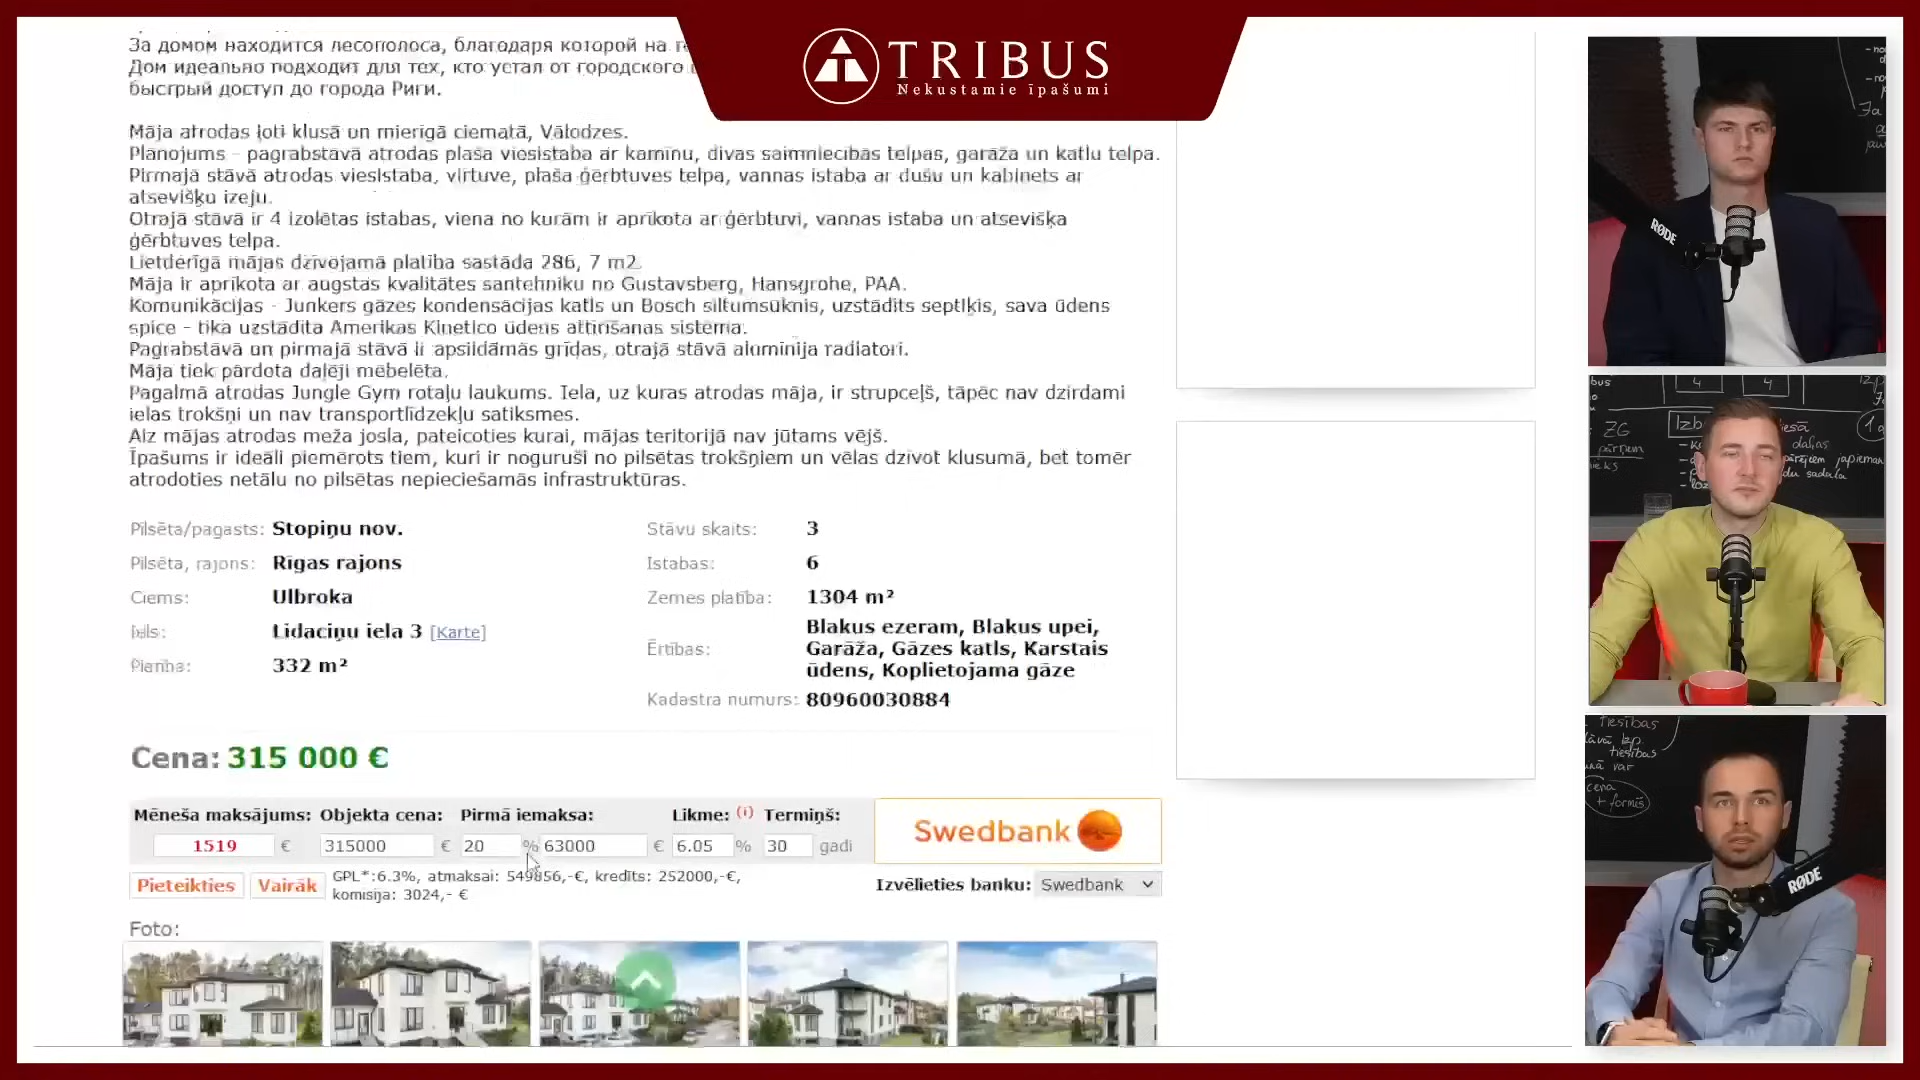 TRIBUS
Nekustamie īpašumi
За домом находится лесополоса, благодаря которой на
Дом идеально подходит для тех, кто устал от городского
быстрый доступ до города Риги.
Māja atrodas ļoti klusā un mierīgā ciematā, Vālodzes.
Plānojums - pagrabstāvā atrodas plaša viesistaba ar kamīnu, divas saimniecības telpas, garāža un katlu telpa.
Pirmajā stāvā atrodas viesistaba, virtuve, plaša ģērbtuves telpa, vannas istaba ar dušu un kabinets ar
atsevišķu izeju.
Otrajā stāvā ir 4 izolētas istabas, viena no kurām ir aprīkota ar ģērbtuvi, vannas istaba un atsevišķa
ģērbtuves telpa.
Lietderīgā mājas dzīvojamā platība sastāda 286, 7 m2.
Māja ir aprīkota ar augstas kvalitātes santehniku no Gustavsberg, Hansgrohe, PAA.
Komunikācijas - Junkers gāzes kondensācijas katls un Bosch siltumsūknis, uzstādīts septiķis, sava ūdens
spice - tika uzstādīta Amerikas Kinetico ūdens attīrīšanas sistēma.
Pagrabstāvā un pirmajā stāvā ir apsildāmās grīdas, otrajā stāvā alumīnija radiatori.
Māja tiek pārdota daļēji mēbelēta.
Pagalmā atrodas Jungle Gym rotaļu laukums. Iela, uz kuras atrodas māja, ir strupceļš, tāpēc nav dzirdami
ielas trokšņi un nav transportlīdzekļu satiksmes.
Aiz mājas atrodas meža josla, pateicoties kurai, mājas teritorijā nav jūtams vējš.
Īpašums ir ideāli piemērots tiem, kuri ir noguruši no pilsētas trokšņiem un vēlas dzīvot klusumā, bet tomēr
atrodoties netālu no pilsētas nepieciešamās infrastruktūras.
Pilsēta/pagasts: Stopiņu nov.
Pilsēta, rajons: Rīgas rajons
Ciems: Ulbroka
Iela: Lidaciņu iela 3 [Karte]
Platība: 332 m²
Stāvu skaits: 3
Istabas: 6
Zemes platība: 1304 m²
Ērtības: Blakus ezeram, Blakus upei,
Garāža, Gāzes katls, Karstais
ūdens, Koplietojama gāze
Kadastra numurs: 80960030884
Cena: 315 000 €
Mēneša maksājums: Objekta cena: Pirmā iemaksa: Likme: (i) Termiņš:
1519 € 315000 € 20 % 63000 € 6.05 % 30 gadi
Pieteikties Vairāk
GPL*:6.3%, atmaksai: 549856,-€, kredīts: 252000,-€,
komisija: 3024,- €
Swedbank
Izvēlieties banku: Swedbank
Foto:
RØDE
bus
4 4
ZG
RØDE
tiesības
tiesības
var
cena
+ formis